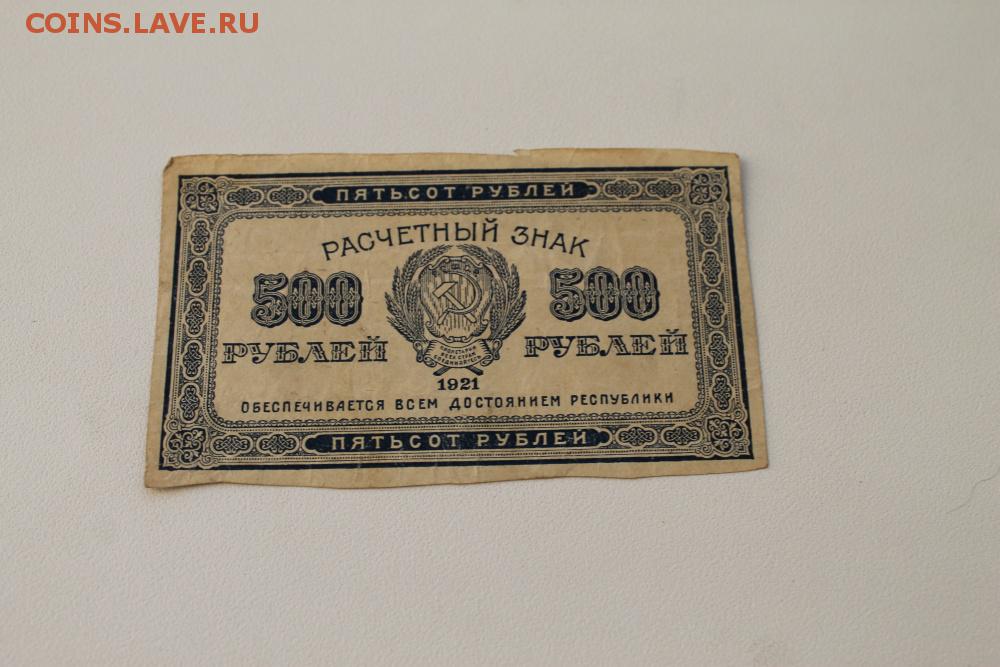 COINS.LAVE.RU
ПЯТЬСОТ РУБЛЕЙ
РАСЧЕТНЫЙ ЗНАК
500 500
РУБЛЕЙ РУБЛЕЙ
1921
ОБЕСПЕЧИВАЕТСЯ ВСЕМ ДОСТОЯНИЕМ РЕСПУБЛИКИ
ПЯТЬСОТ РУБЛЕЙ